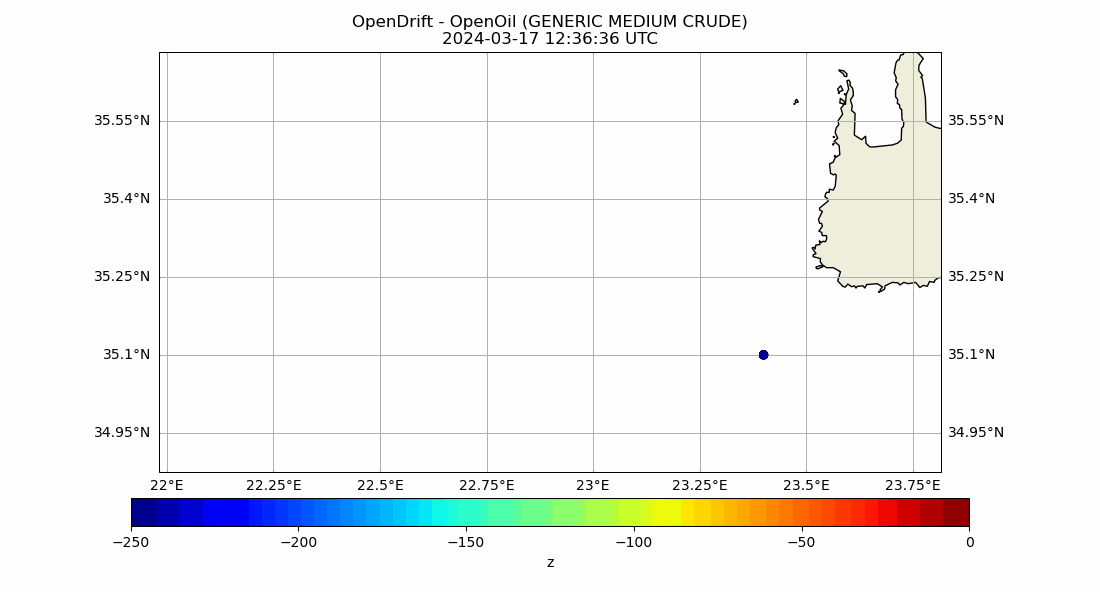 OpenDrift - OpenOil (GENERIC MEDIUM CRUDE)
2024-03-17 12:36:36 UTC
35.55°N 35.55°N
35.4°N 35.4°N
35.25°N 35.25°N
35.1°N 35.1°N
34.95°N 34.95°N
22°E 22.25°E 22.5°E 22.75°E 23°E 23.25°E 23.5°E 23.75°E
−250 −200 −150 −100 −50 0
z